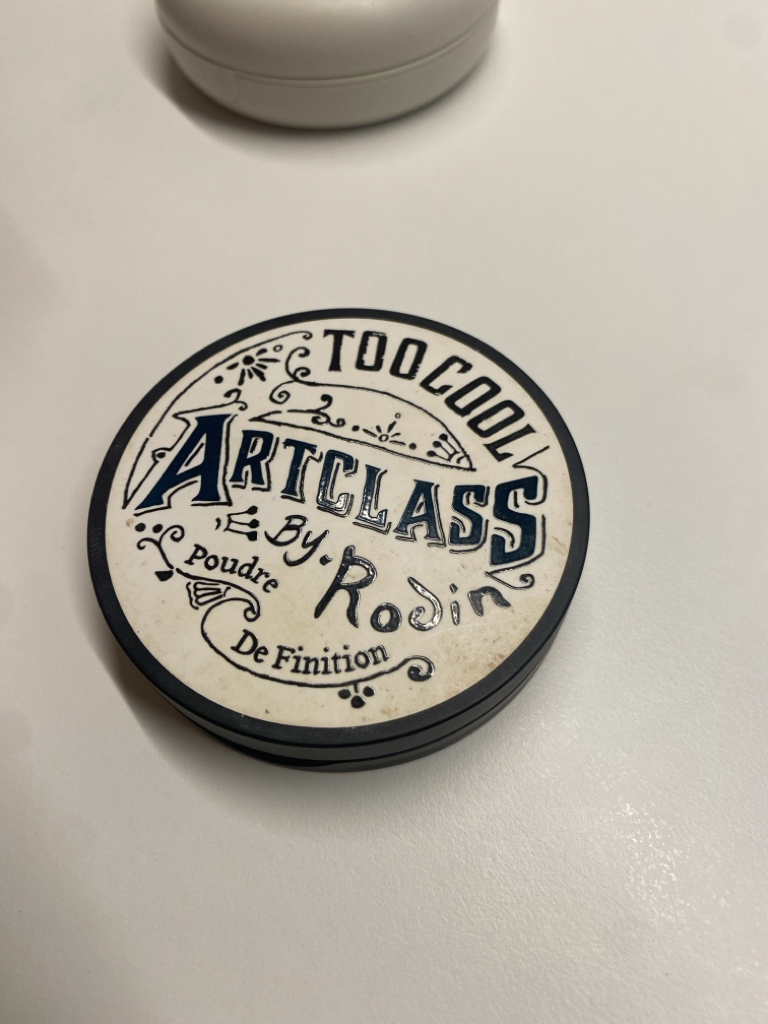 TOO COOL
ARTCLASS
By. Rodin
Poudre
De Finition